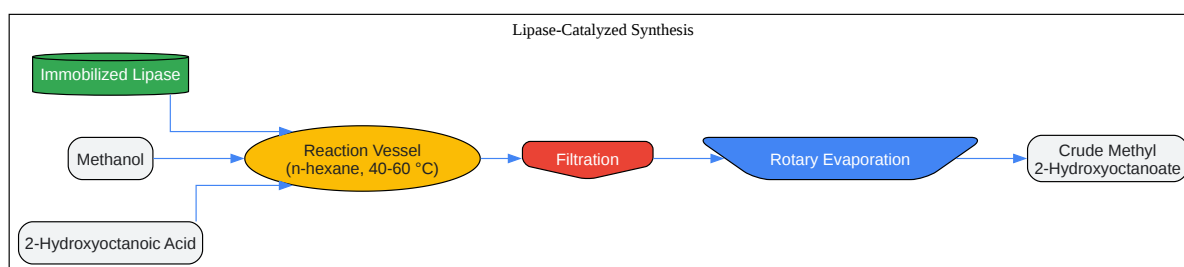 Lipase-Catalyzed Synthesis
Immobilized Lipase
Methanol
2-Hydroxyoctanoic Acid
Reaction Vessel
(n-hexane, 40-60 °C)
Filtration
Rotary Evaporation
Crude Methyl
2-Hydroxyoctanoate